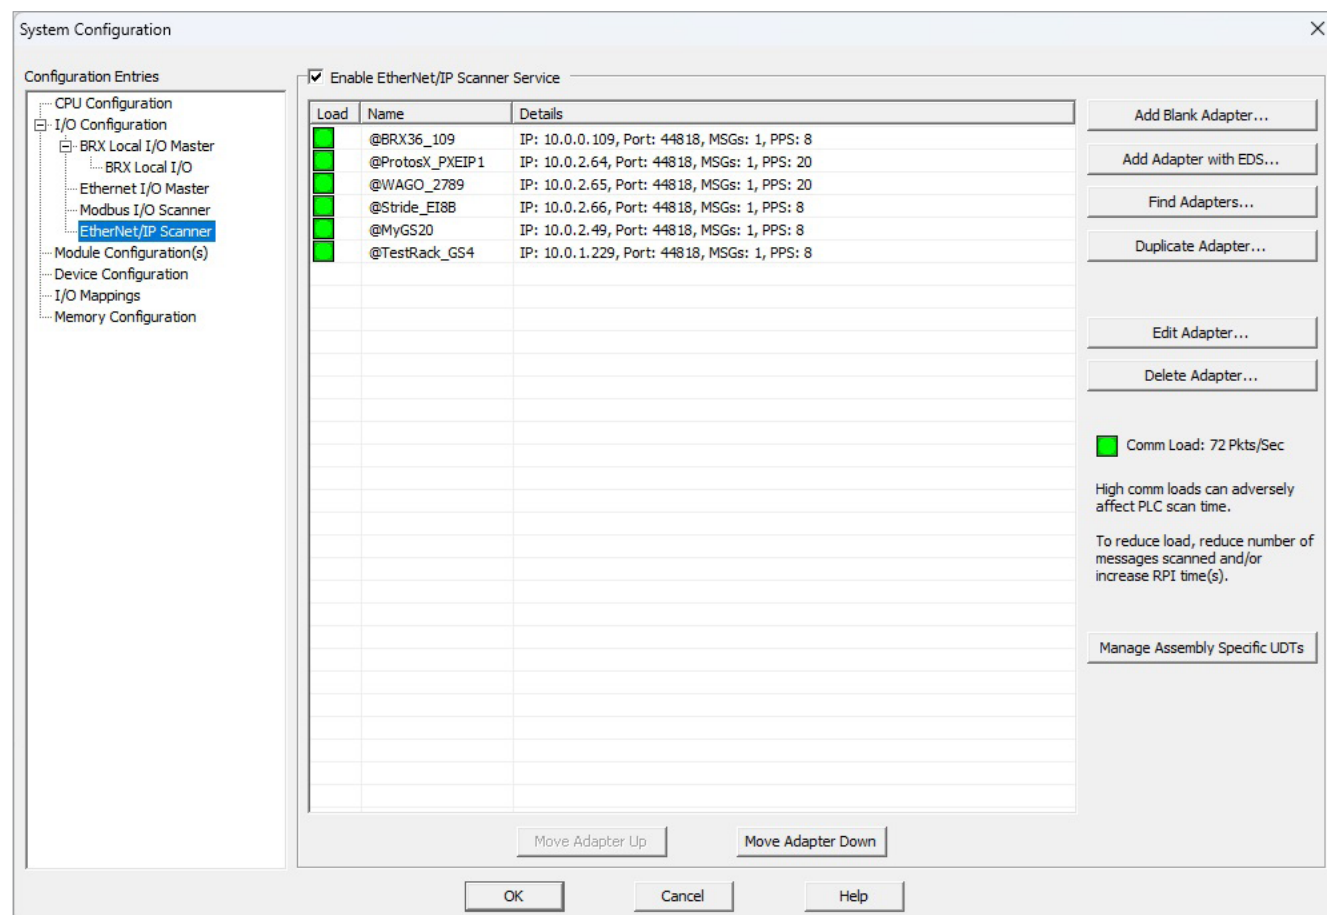 System Configuration
Configuration Entries
CPU Configuration
I/O Configuration
BRX Local I/O Master
BRX Local I/O
Ethernet I/O Master
Modbus I/O Scanner
EtherNet/IP Scanner
Module Configuration(s)
Device Configuration
I/O Mappings
Memory Configuration
Enable EtherNet/IP Scanner Service
Load Name Details
@BRX36_109 IP: 10.0.0.109, Port: 44818, MSGs: 1, PPS: 8
@ProtosX_PXEIP1 IP: 10.0.2.64, Port: 44818, MSGs: 1, PPS: 20
@WAGO_2789 IP: 10.0.2.65, Port: 44818, MSGs: 1, PPS: 20
@Stride_EI8B IP: 10.0.2.66, Port: 44818, MSGs: 1, PPS: 8
@MyGS20 IP: 10.0.2.49, Port: 44818, MSGs: 1, PPS: 8
@TestRack_GS4 IP: 10.0.1.229, Port: 44818, MSGs: 1, PPS: 8
Move Adapter Up Move Adapter Down
Add Blank Adapter...
Add Adapter with EDS...
Find Adapters...
Duplicate Adapter...
Edit Adapter...
Delete Adapter...
Comm Load: 72 Pkts/Sec
High comm loads can adversely
affect PLC scan time.
To reduce load, reduce number of
messages scanned and/or
increase RPI time(s).
Manage Assembly Specific UDTs
OK Cancel Help